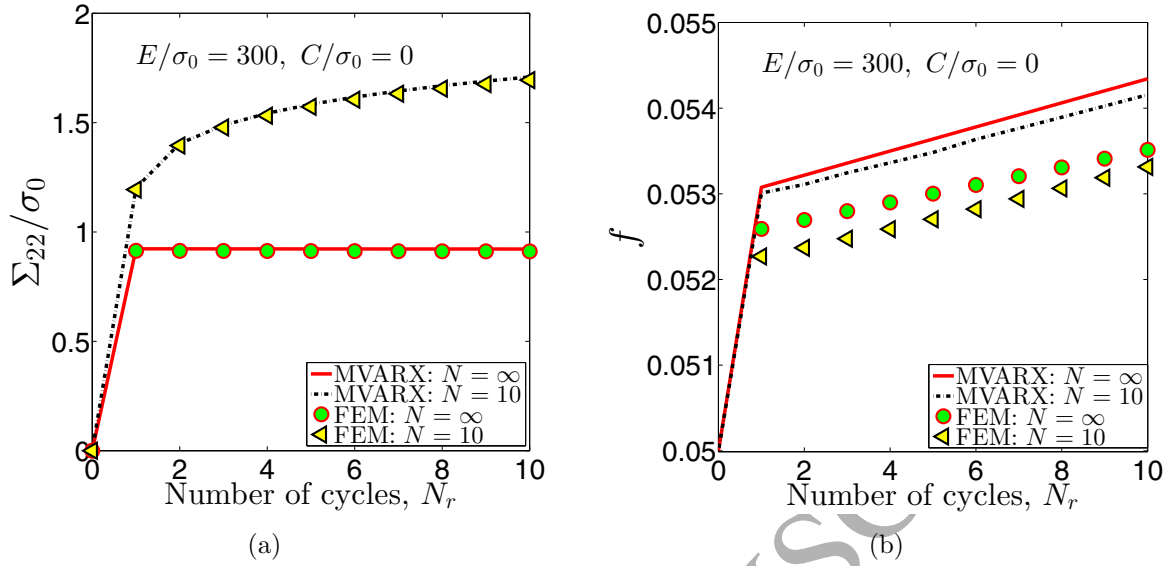 2
1.5
1
0.5
0
Σ₂₂/σ₀
E/σ₀ = 300, C/σ₀ = 0
MVARX: N = ∞
MVARX: N = 10
FEM: N = ∞
FEM: N = 10
0 2 4 6 8 10
Number of cycles, Nᵣ
(a)
0.055
0.054
0.053
0.052
0.051
0.05
f
E/σ₀ = 300, C/σ₀ = 0
MVARX: N = ∞
MVARX: N = 10
FEM: N = ∞
FEM: N = 10
0 2 4 6 8 10
Number of cycles, Nᵣ
(b)